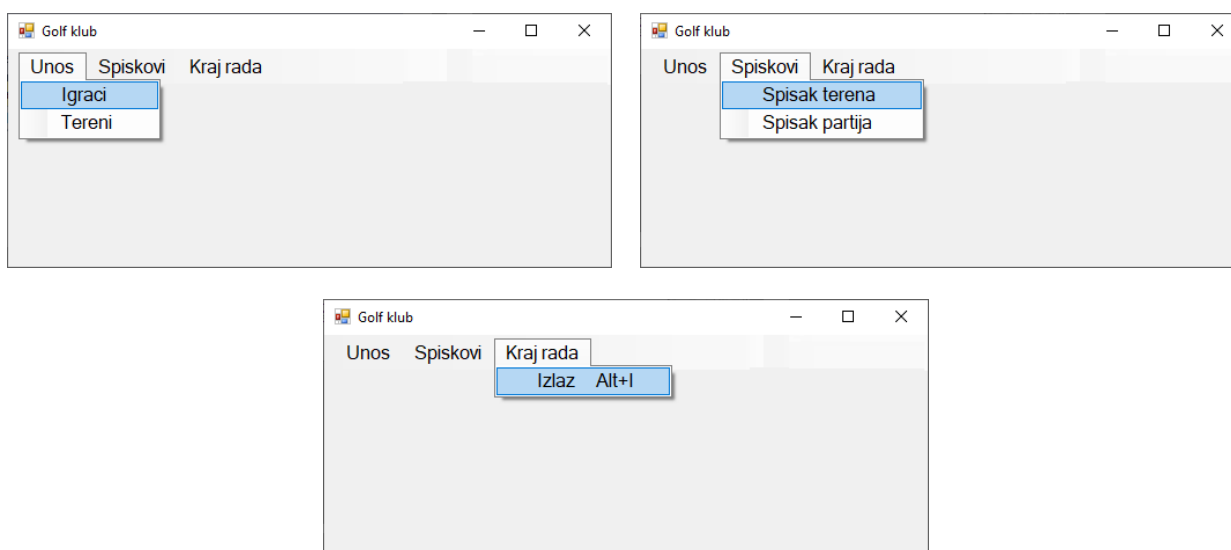 Golf klub
Unos Spiskovi Kraj rada
Igraci
Tereni
Golf klub
Unos Spiskovi Kraj rada
Spisak terena
Spisak partija
Golf klub
Unos Spiskovi Kraj rada
Izlaz Alt+I